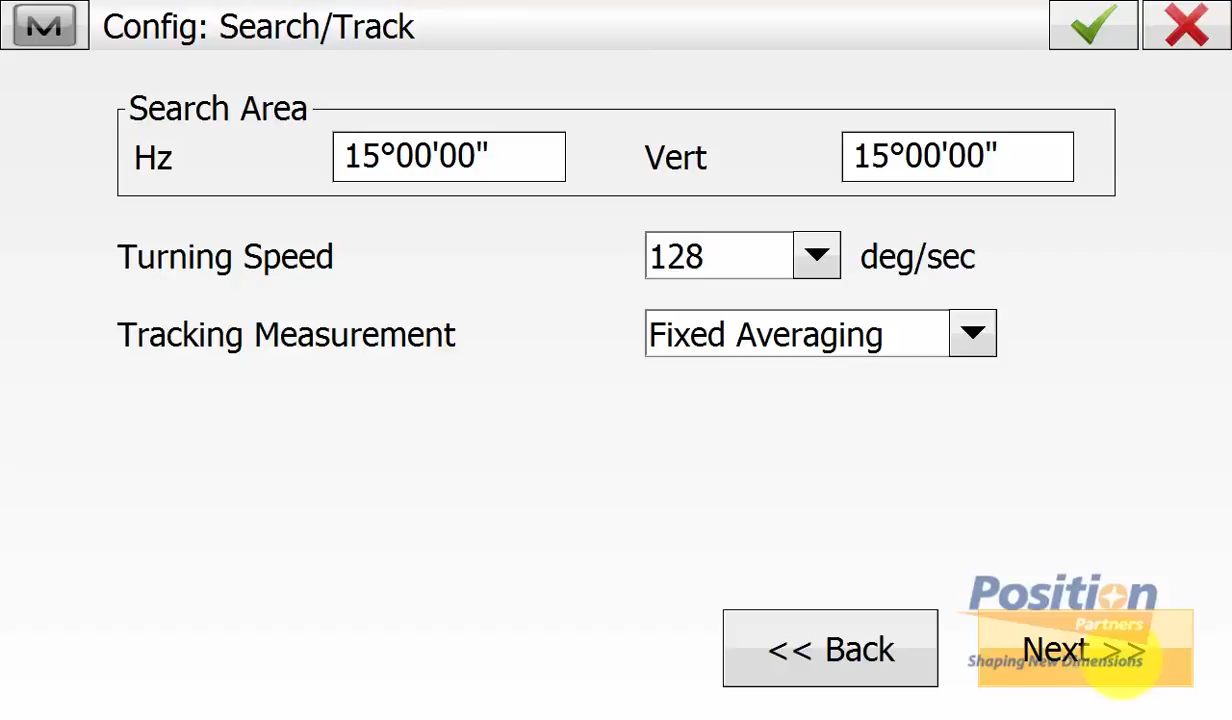 M
Config: Search/Track
Search Area
Hz 15°00'00" Vert 15°00'00"
Turning Speed 128 deg/sec
Tracking Measurement Fixed Averaging
Position
Partners
<< Back Next >>
Shaping New Dimensions